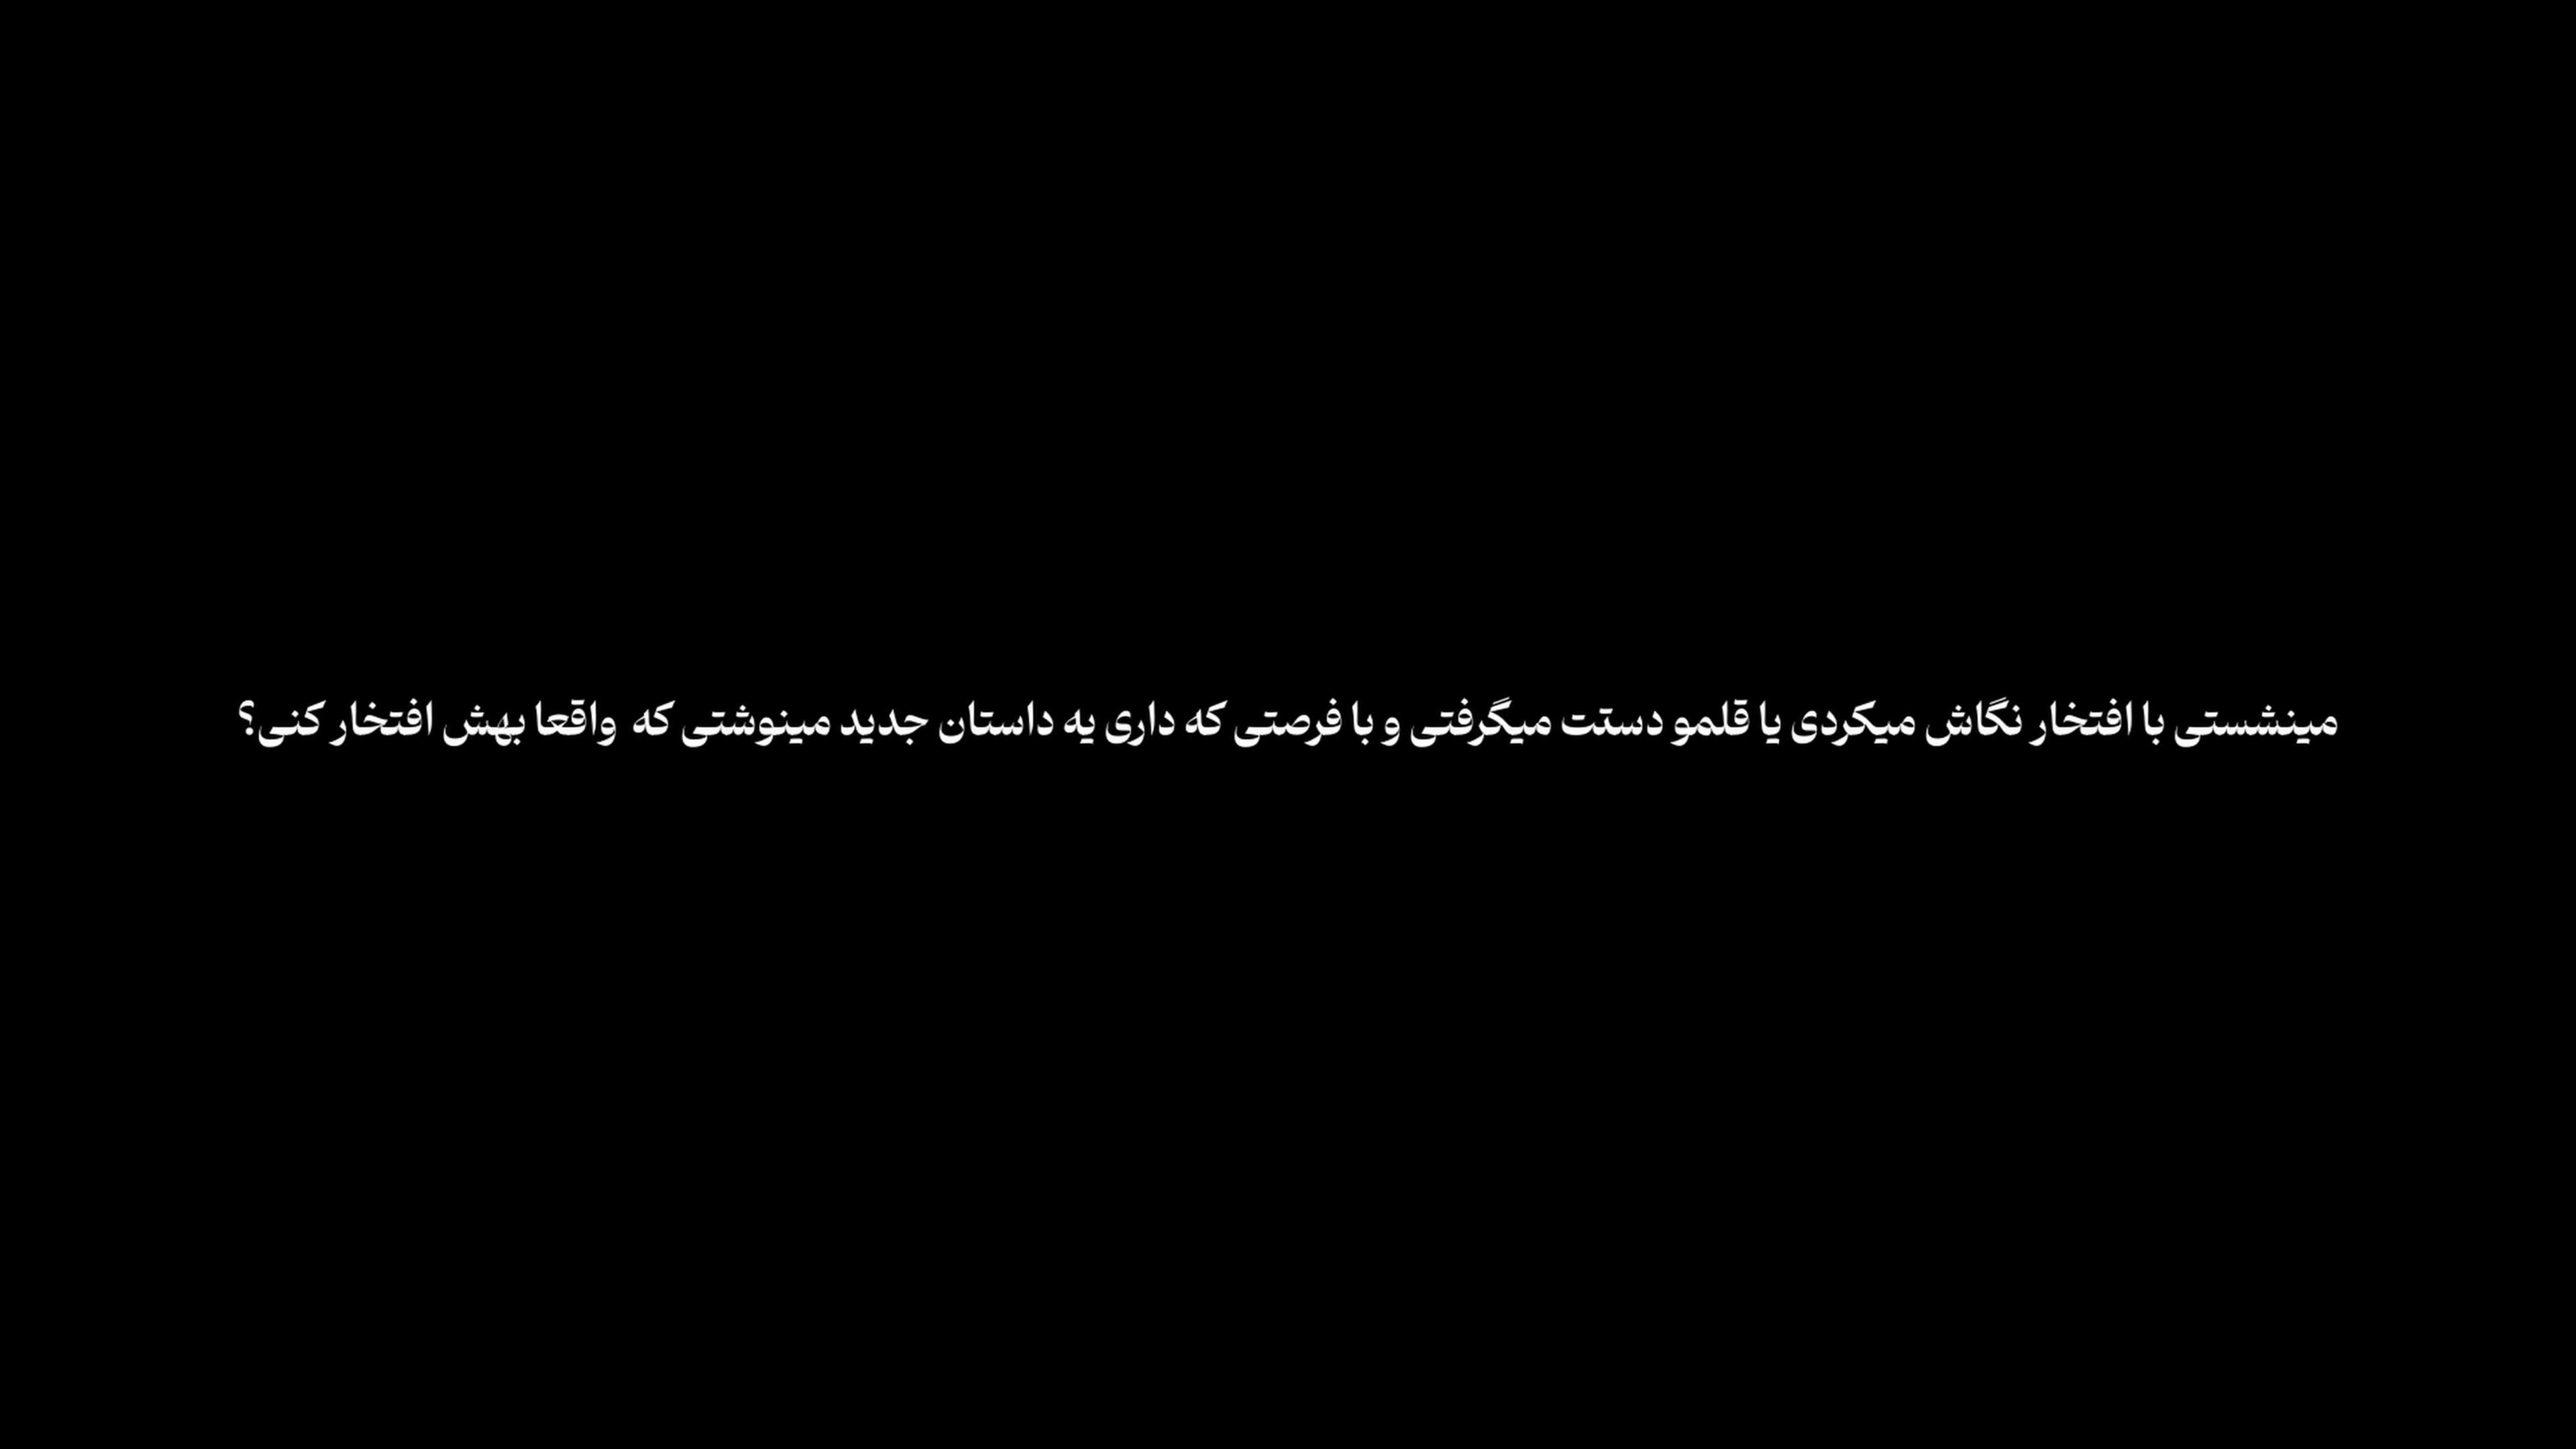 مینشستی با افتخار نگاش میکردی یا قلمو دستت میگرفتی و با فرصتی که داری یه داستان جدید مینوشتی که واقعا بهش افتخار کنی؟